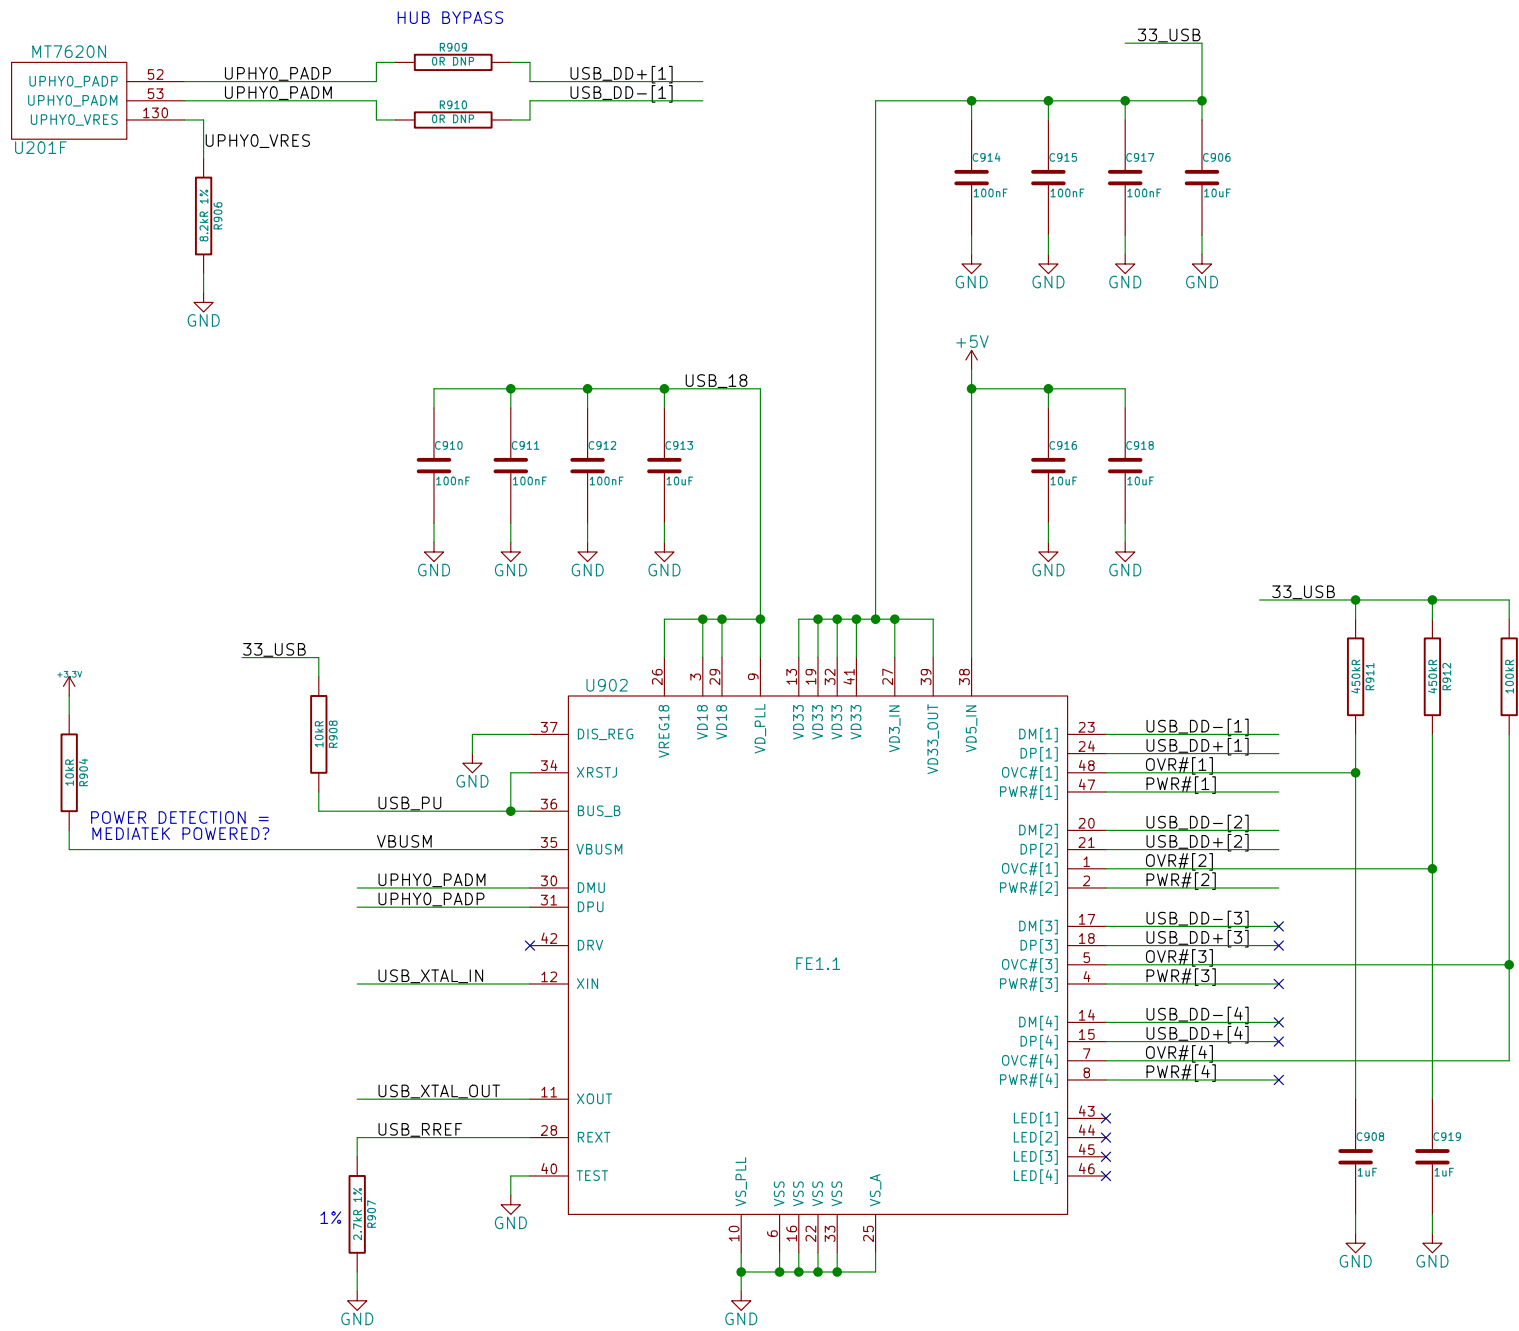 HUB BYPASS
MT7620N
UPHY0_PADP 52 UPHY0_PADP
UPHY0_PADM 53 UPHY0_PADM
UPHY0_VRES 130
UPHY0_VRES
U201F
R909
0R DNP
R910
0R DNP
USB_DD+[1]
USB_DD-[1]
8.2kR 1%
R906
GND
33_USB
C914
100nF
GND
C915
100nF
GND
C917
100nF
GND
C906
10uF
GND
USB_18
C910
100nF
GND
C911
100nF
GND
C912
100nF
GND
C913
10uF
GND
+5V
C916
10uF
GND
C918
10uF
GND
33_USB
10kR
R908
+3.3V
10kR
R904
POWER DETECTION =
MEDIATEK POWERED?
33_USB
450kR
R911
450kR
R912
100kR
U902
FE1.1
26 VREG18
3 VD18
29 VD18
9 VD_PLL
13 VD33
19 VD33
32 VD33
41 VD33
27 VD3_IN
39 VD33_OUT
38 VD5_IN
37 DIS_REG
GND
34 XRSTJ
USB_PU 36 BUS_B
VBUSM 35 VBUSM
UPHY0_PADM 30 DMU
UPHY0_PADP 31 DPU
42 DRV
USB_XTAL_IN 12 XIN
USB_XTAL_OUT 11 XOUT
USB_RREF 28 REXT
40 TEST
GND
1%
2.7kR 1%
R907
GND
DM[1] 23 USB_DD-[1]
DP[1] 24 USB_DD+[1]
OVC#[1] 48 OVR#[1]
PWR#[1] 47 PWR#[1]
DM[2] 20 USB_DD-[2]
DP[2] 21 USB_DD+[2]
OVC#[1] 1 OVR#[2]
PWR#[2] 2 PWR#[2]
DM[3] 17 USB_DD-[3]
DP[3] 18 USB_DD+[3]
OVC#[3] 5 OVR#[3]
PWR#[3] 4 PWR#[3]
DM[4] 14 USB_DD-[4]
DP[4] 15 USB_DD+[4]
OVC#[4] 7 OVR#[4]
PWR#[4] 8 PWR#[4]
LED[1] 43
LED[2] 44
LED[3] 45
LED[4] 46
VS_PLL 10
VSS 6
VSS 16
VSS 22
VSS 33
VS_A 25
GND
C908
1uF
GND
C919
1uF
GND